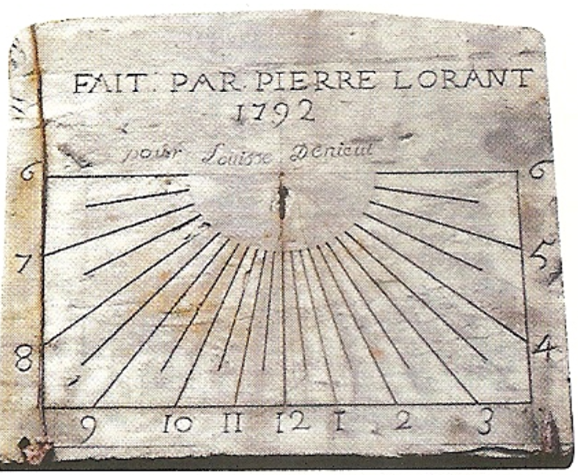 FAIT. PAR. PIERRE LORANT
1792
pour Louisse Denieul
6 6
7 5
8 4
9 10 11 12 1 2 3